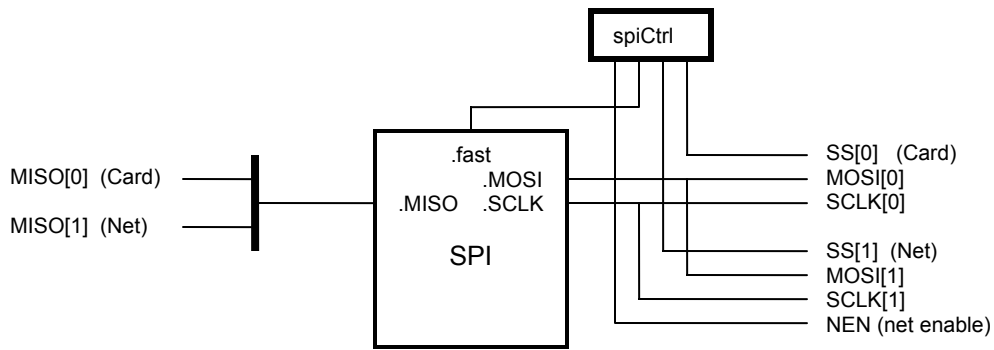 spiCtrl
.fast
.MOSI
.MISO .SCLK
SPI
MISO[0] (Card)
MISO[1] (Net)
SS[0] (Card)
MOSI[0]
SCLK[0]
SS[1] (Net)
MOSI[1]
SCLK[1]
NEN (net enable)